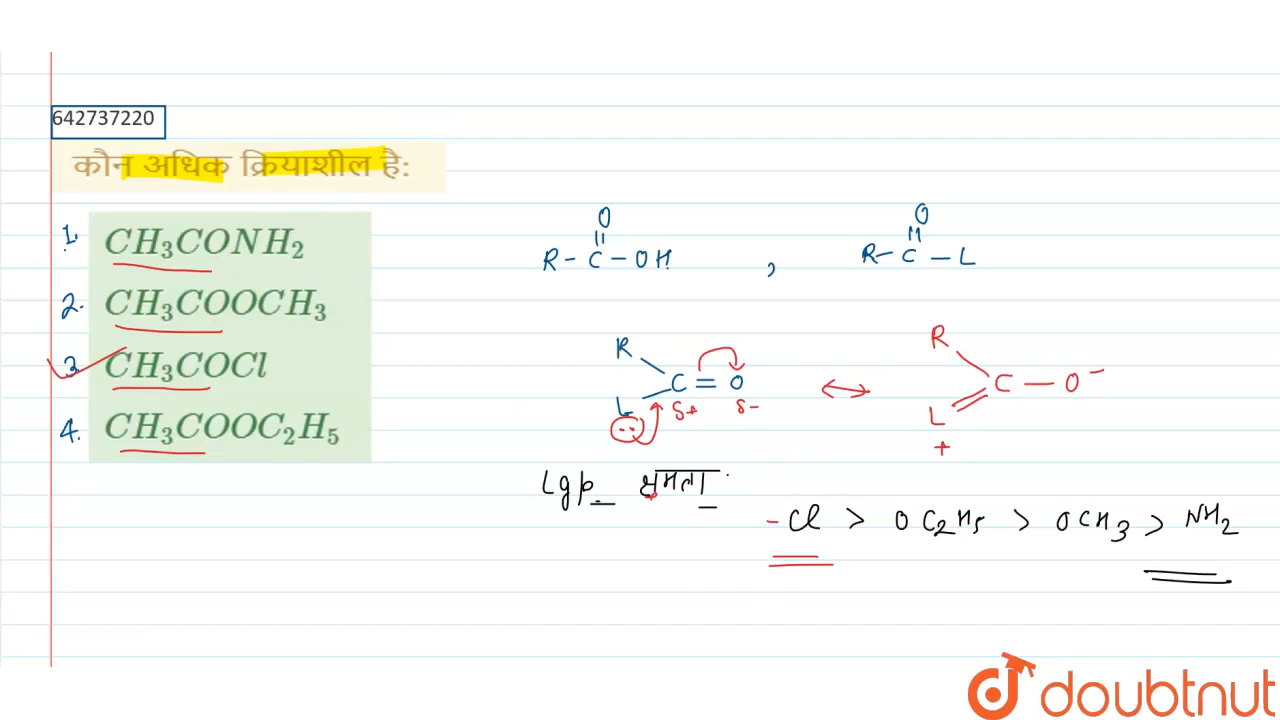 642737220
कौन अधिक क्रियाशील है:
1. CH₃CONH₂
2. CH₃COOCH₃
3. CH₃COCl
4. CH₃COOC₂H₅
O
R - C - OH , 
O
R - C - L
R
C = O
L δ+ δ-
R
C — O⁻
L
+
Lgp क्षमता
- Cl > OC₂H₅ > OCH₃ > NH₂
doubtnut